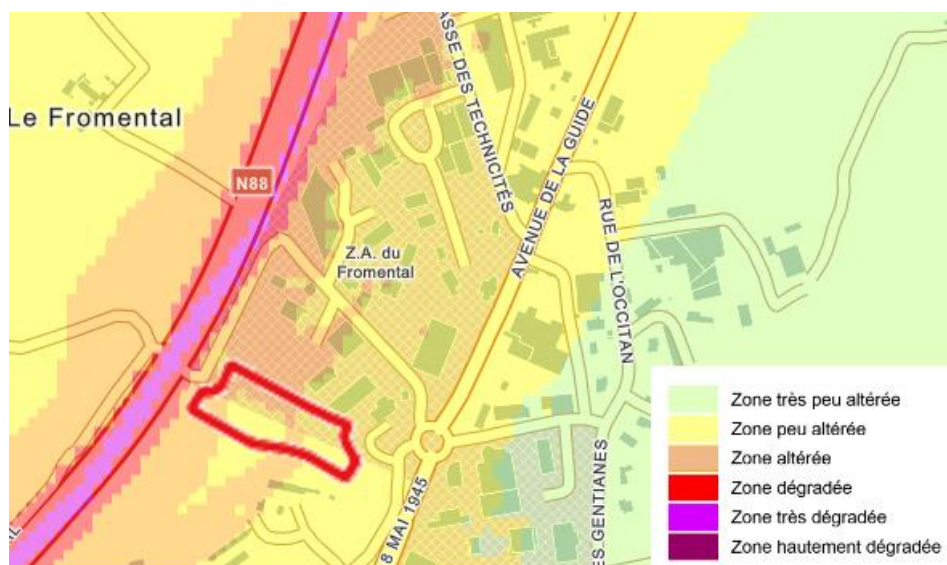 ASSE DES TECHNICITÉS
Le Fromental
N88
AVENUE DE LA GUIDE
RUE DE L'OCCITAN
Z.A. du
Fromental
8 MAI 1945
ES GENTIANES
Zone très peu altérée
Zone peu altérée
Zone altérée
Zone dégradée
Zone très dégradée
Zone hautement dégradée